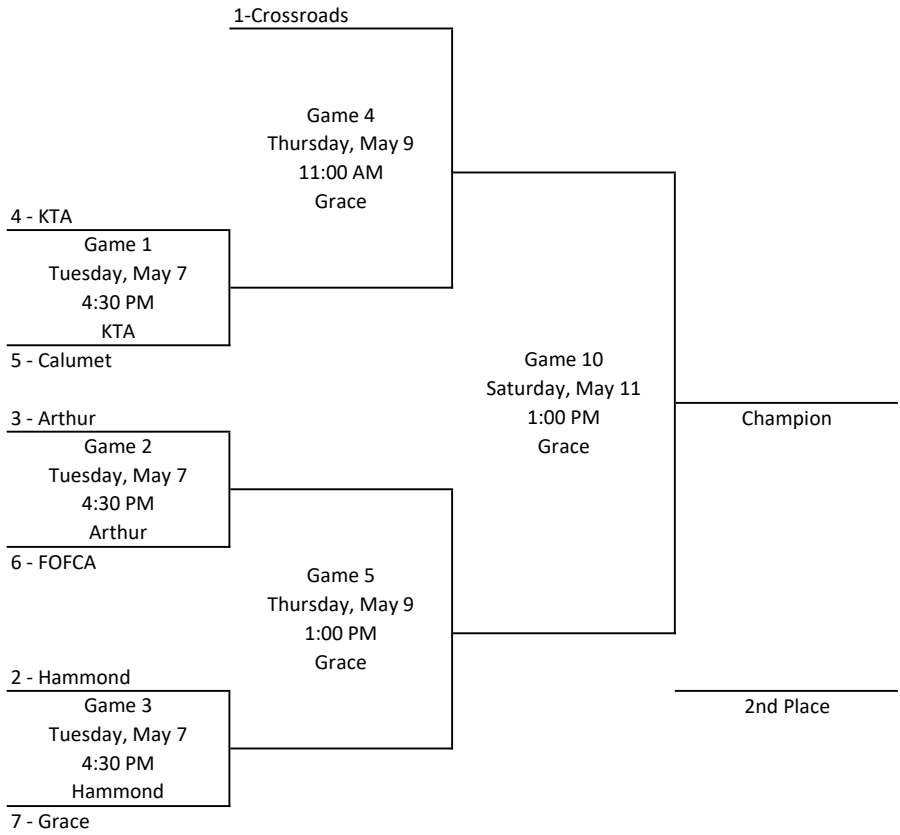 1-Crossroads
Game 4
Thursday, May 9
11:00 AM
Grace
4 - KTA
Game 1
Tuesday, May 7
4:30 PM
KTA
5 - Calumet
Game 10
Saturday, May 11
1:00 PM
Grace
Champion
3 - Arthur
Game 2
Tuesday, May 7
4:30 PM
Arthur
6 - FOFCA
Game 5
Thursday, May 9
1:00 PM
Grace
2 - Hammond
Game 3
Tuesday, May 7
4:30 PM
Hammond
7 - Grace
2nd Place